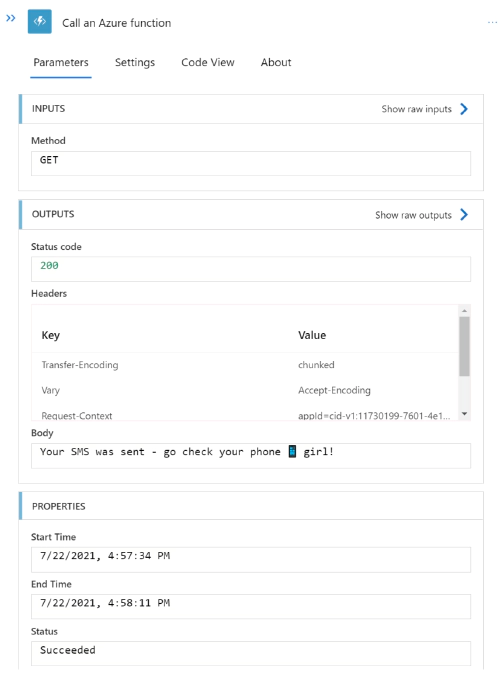 Call an Azure function
Parameters Settings Code View About
INPUTS Show raw inputs
Method
GET
OUTPUTS Show raw outputs
Status code
200
Headers
Key Value
Transfer-Encoding chunked
Vary Accept-Encoding
Request-Context appId=cid-v1:11730199-7601-4e1...
Body
Your SMS was sent - go check your phone 📱 girl!
PROPERTIES
Start Time
7/22/2021, 4:57:34 PM
End Time
7/22/2021, 4:58:11 PM
Status
Succeeded